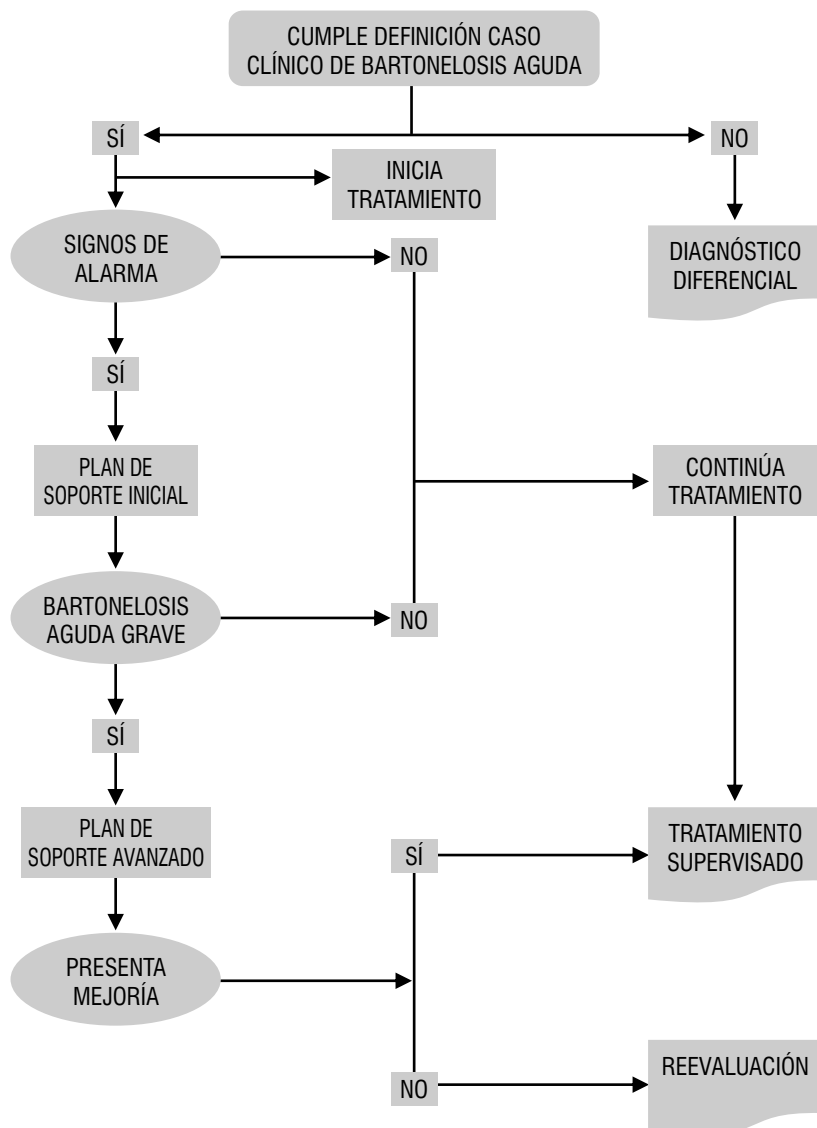 CUMPLE DEFINICIÓN CASO
CLÍNICO DE BARTONELOSIS AGUDA
SÍ
NO
INICIA
TRATAMIENTO
SIGNOS DE
ALARMA
NO
DIAGNÓSTICO
DIFERENCIAL
SÍ
PLAN DE
SOPORTE INICIAL
CONTINÚA
TRATAMIENTO
BARTONELOSIS
AGUDA GRAVE
NO
SÍ
PLAN DE
SOPORTE AVANZADO
SÍ
TRATAMIENTO
SUPERVISADO
PRESENTA
MEJORÍA
NO
REEVALUACIÓN